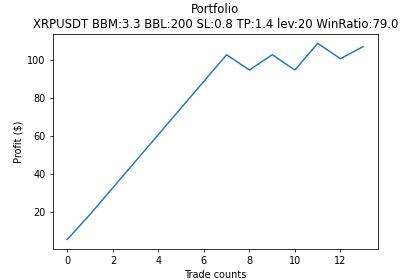 Portfolio
XRPUSDT BBM:3.3 BBL:200 SL:0.8 TP:1.4 lev:20 WinRatio:79.0
100
80
60
40
20
Profit ($)
0 2 4 6 8 10 12
Trade counts